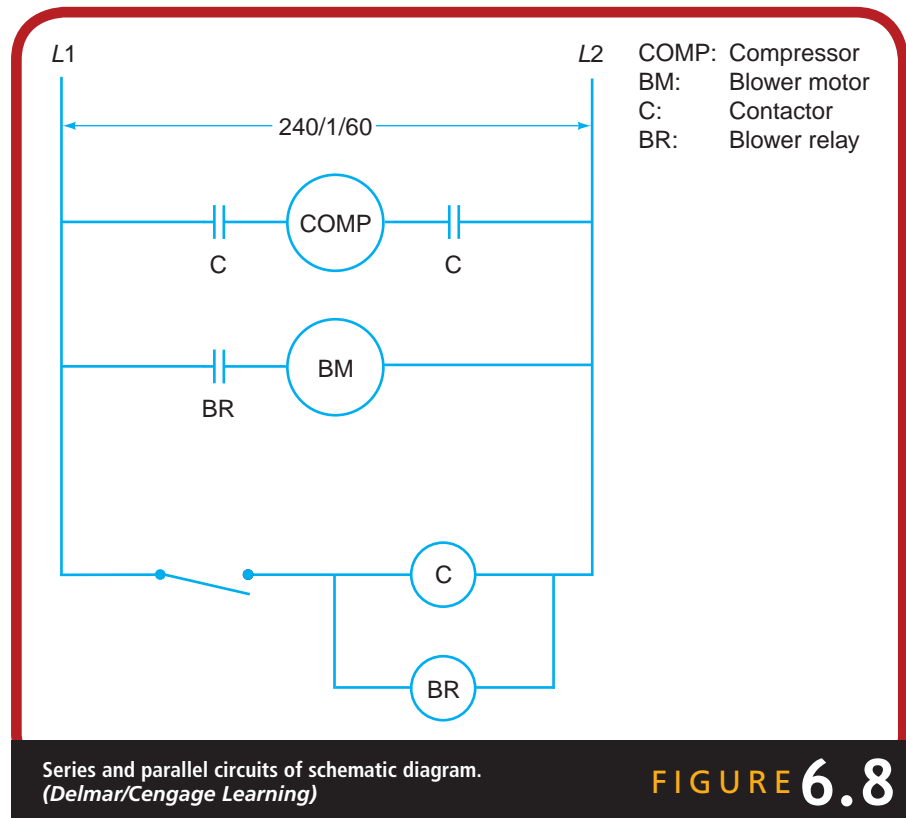 L1
L2
COMP: Compressor
BM: Blower motor
C: Contactor
BR: Blower relay
240/1/60
COMP
C
C
BM
BR
C
BR
Series and parallel circuits of schematic diagram.
(Delmar/Cengage Learning)
FIGURE 6.8